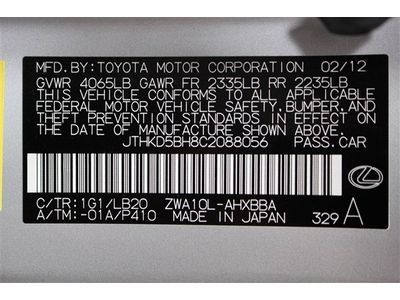 MFD.BY: TOYOTA MOTOR CORPORATION 02/12
GVWR 4065LB GAWR FR 2335LB RR 2235LB
THIS VEHICLE CONFORMS TO ALL APPLICABLE
FEDERAL MOTOR VEHICLE SAFETY,BUMPER,AND
THEFT PREVENTION STANDARDS IN EFFECT ON
THE DATE OF MANUFACTURE SHOWN ABOVE.
JTHKD5BH8C2088056 PASS.CAR
C/TR:1G1/LB20 ZWA10L-AHXBBA
A/TM:-01A/P410 MADE IN JAPAN 329 A